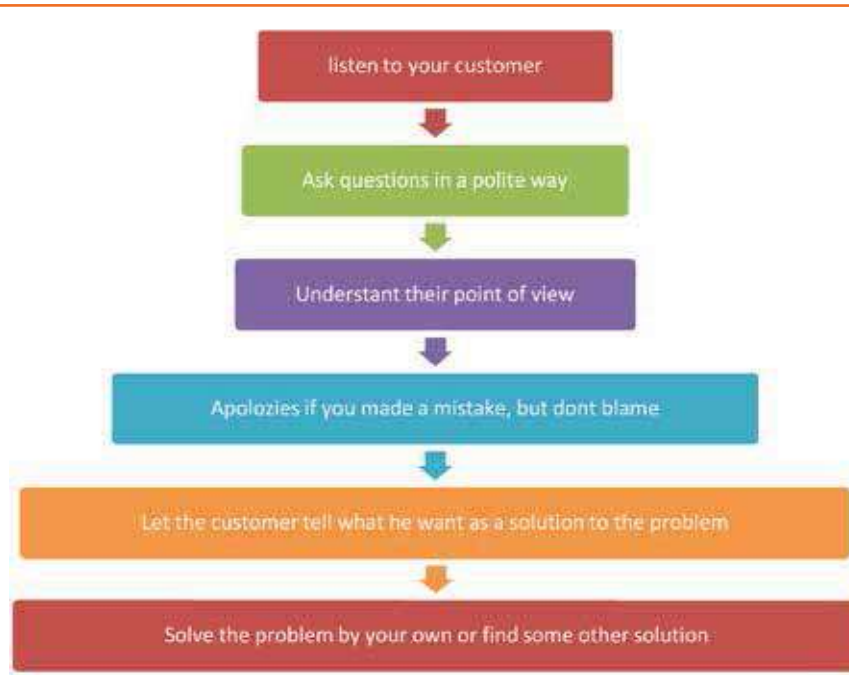 listen to your customer
Ask questions in a polite way
Understant their point of view
Apolozies if you made a mistake, but dont blame
Let the customer tell what he want as a solution to the problem
Solve the problem by your own or find some other solution